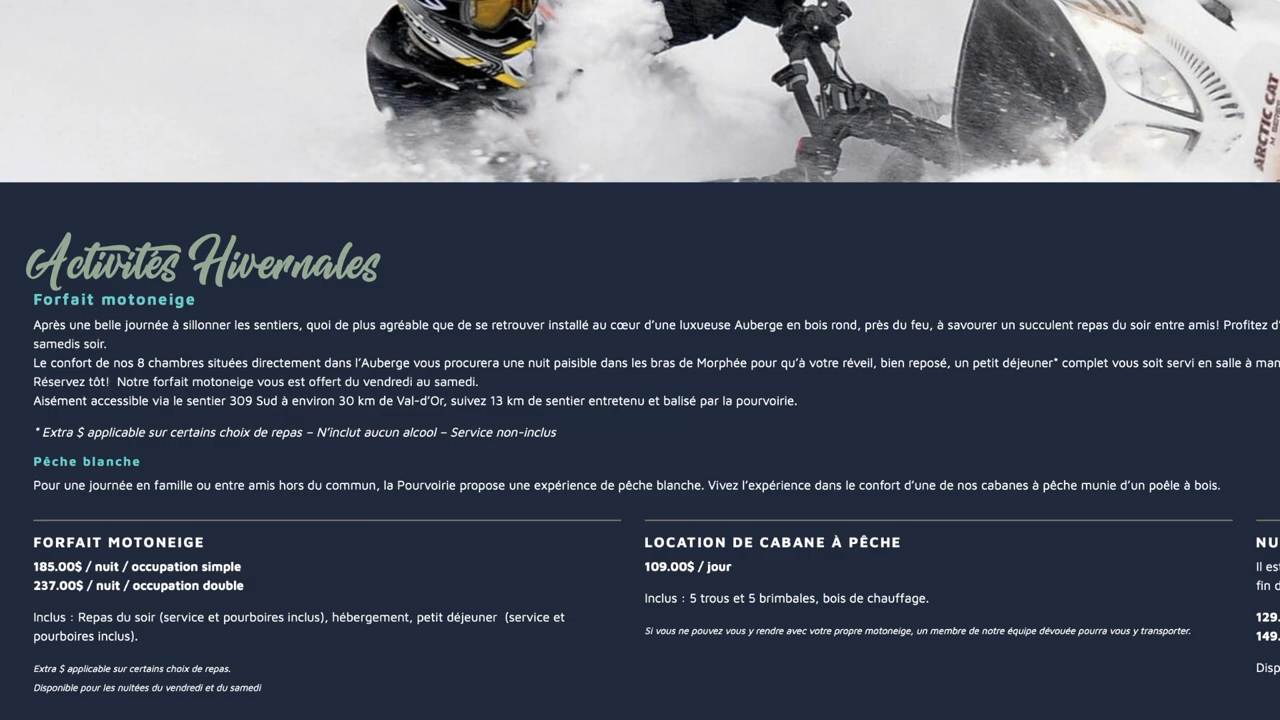 ARCTIC CAT
Activités Hivernales
Forfait motoneige
Après une belle journée à sillonner les sentiers, quoi de plus agréable que de se retrouver installé au cœur d’une luxueuse Auberge en bois rond, près du feu, à savourer un succulent repas du soir entre amis! Profitez
samedis soir.
Le confort de nos 8 chambres situées directement dans l’Auberge vous procurera une nuit paisible dans les bras de Morphée pour qu’à votre réveil, bien reposé, un petit déjeuner* complet vous soit servi en salle à
Réservez tôt!  Notre forfait motoneige vous est offert du vendredi au samedi.
Aisément accessible via le sentier 309 Sud à environ 30 km de Val-d’Or, suivez 13 km de sentier entretenu et balisé par la pourvoirie.
* Extra $ applicable sur certains choix de repas – N’inclut aucun alcool – Service non-inclus
Pêche blanche
Pour une journée en famille ou entre amis hors du commun, la Pourvoirie propose une expérience de pêche blanche. Vivez l’expérience dans le confort d’une de nos cabanes à pêche munie d’un poêle à bois.
FORFAIT MOTONEIGE
185.00$ / nuit / occupation simple
237.00$ / nuit / occupation double
Inclus : Repas du soir (service et pourboires inclus), hébergement, petit déjeuner  (service et
pourboires inclus).
Extra $ applicable sur certains choix de repas.
Disponible pour les nuitées du vendredi et du samedi
LOCATION DE CABANE À PÊCHE
109.00$ / jour
Inclus : 5 trous et 5 brimbales, bois de chauffage.
Si vous ne pouvez vous y rendre avec votre propre motoneige, un membre de notre équipe dévouée pourra vous y transporter.
Il
fin
129.
149.